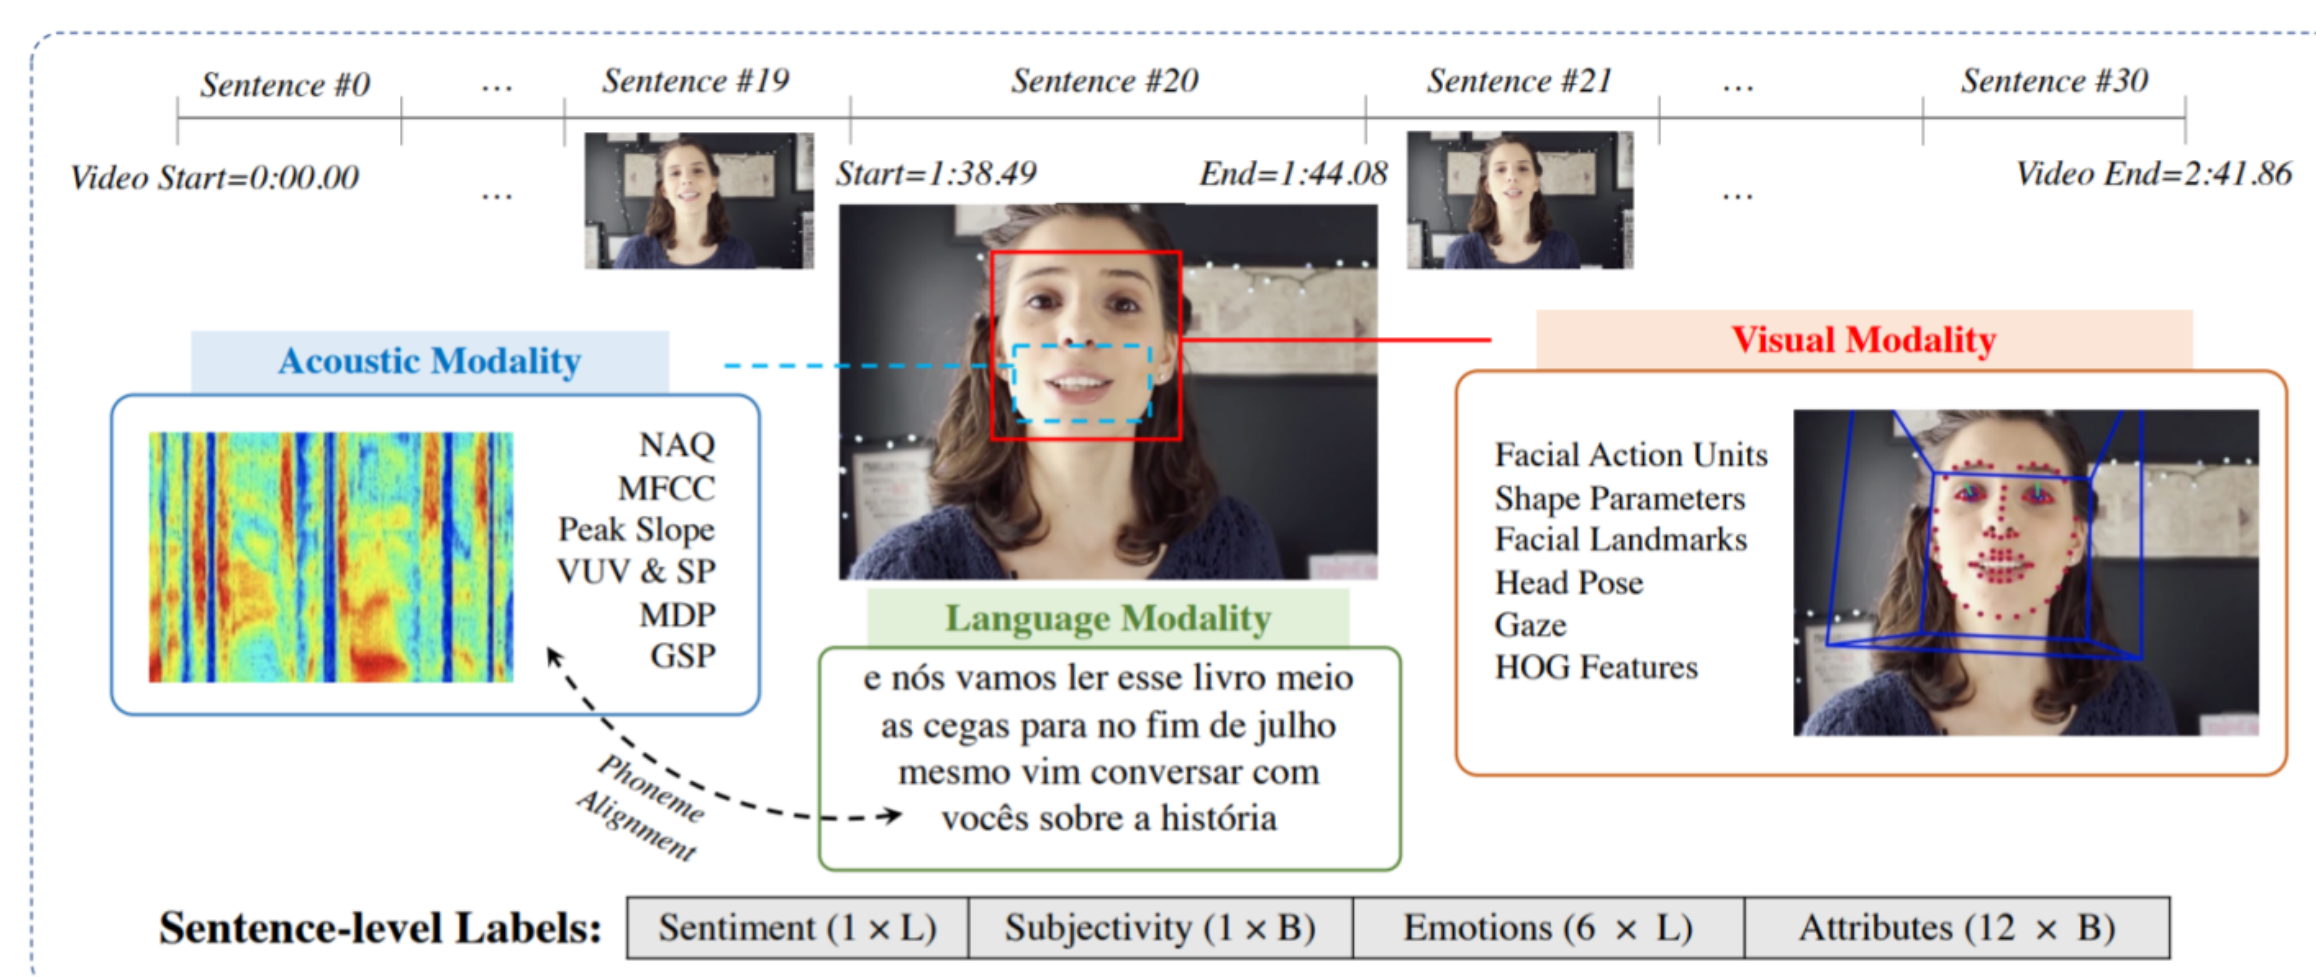 Sentence #0 ... Sentence #19 Sentence #20 Sentence #21 ... Sentence #30
Video Start=0:00.00 ... Start=1:38.49 End=1:44.08 ... Video End=2:41.86
Acoustic Modality
NAQ
MFCC
Peak Slope
VUV & SP
MDP
GSP
Visual Modality
Facial Action Units
Shape Parameters
Facial Landmarks
Head Pose
Gaze
HOG Features
Language Modality
e nós vamos ler esse livro meio
as cegas para no fim de julho
mesmo vim conversar com
vocês sobre a história
Phoneme
Alignment
Sentence-level Labels: Sentiment (1 × L) Subjectivity (1 × B) Emotions (6 × L) Attributes (12 × B)